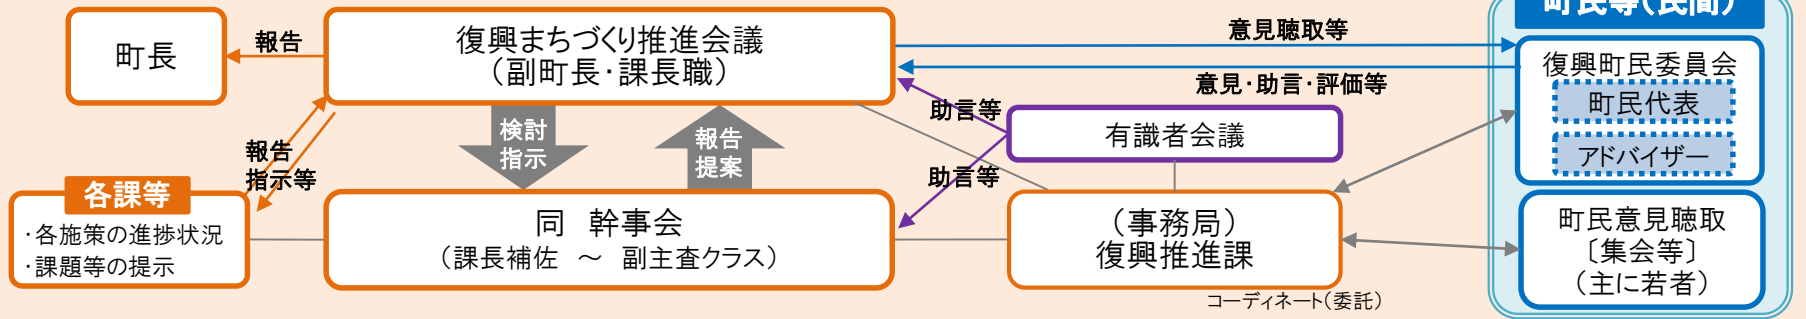 町民等（民間）
町長
報告
復興まちづくり推進会議
（副町長・課長職）
意見聴取等
意見・助言・評価等
復興町民委員会
町民代表
アドバイザー
助言等
有識者会議
検討
指示
報告
提案
報告
指示等
助言等
各課等
・各施策の進捗状況
・課題等の提示
同　幹事会
（課長補佐　～　副主査クラス）
（事務局）
復興推進課
コーディネート（委託）
町民意見聴取
〔集会等〕
（主に若者）